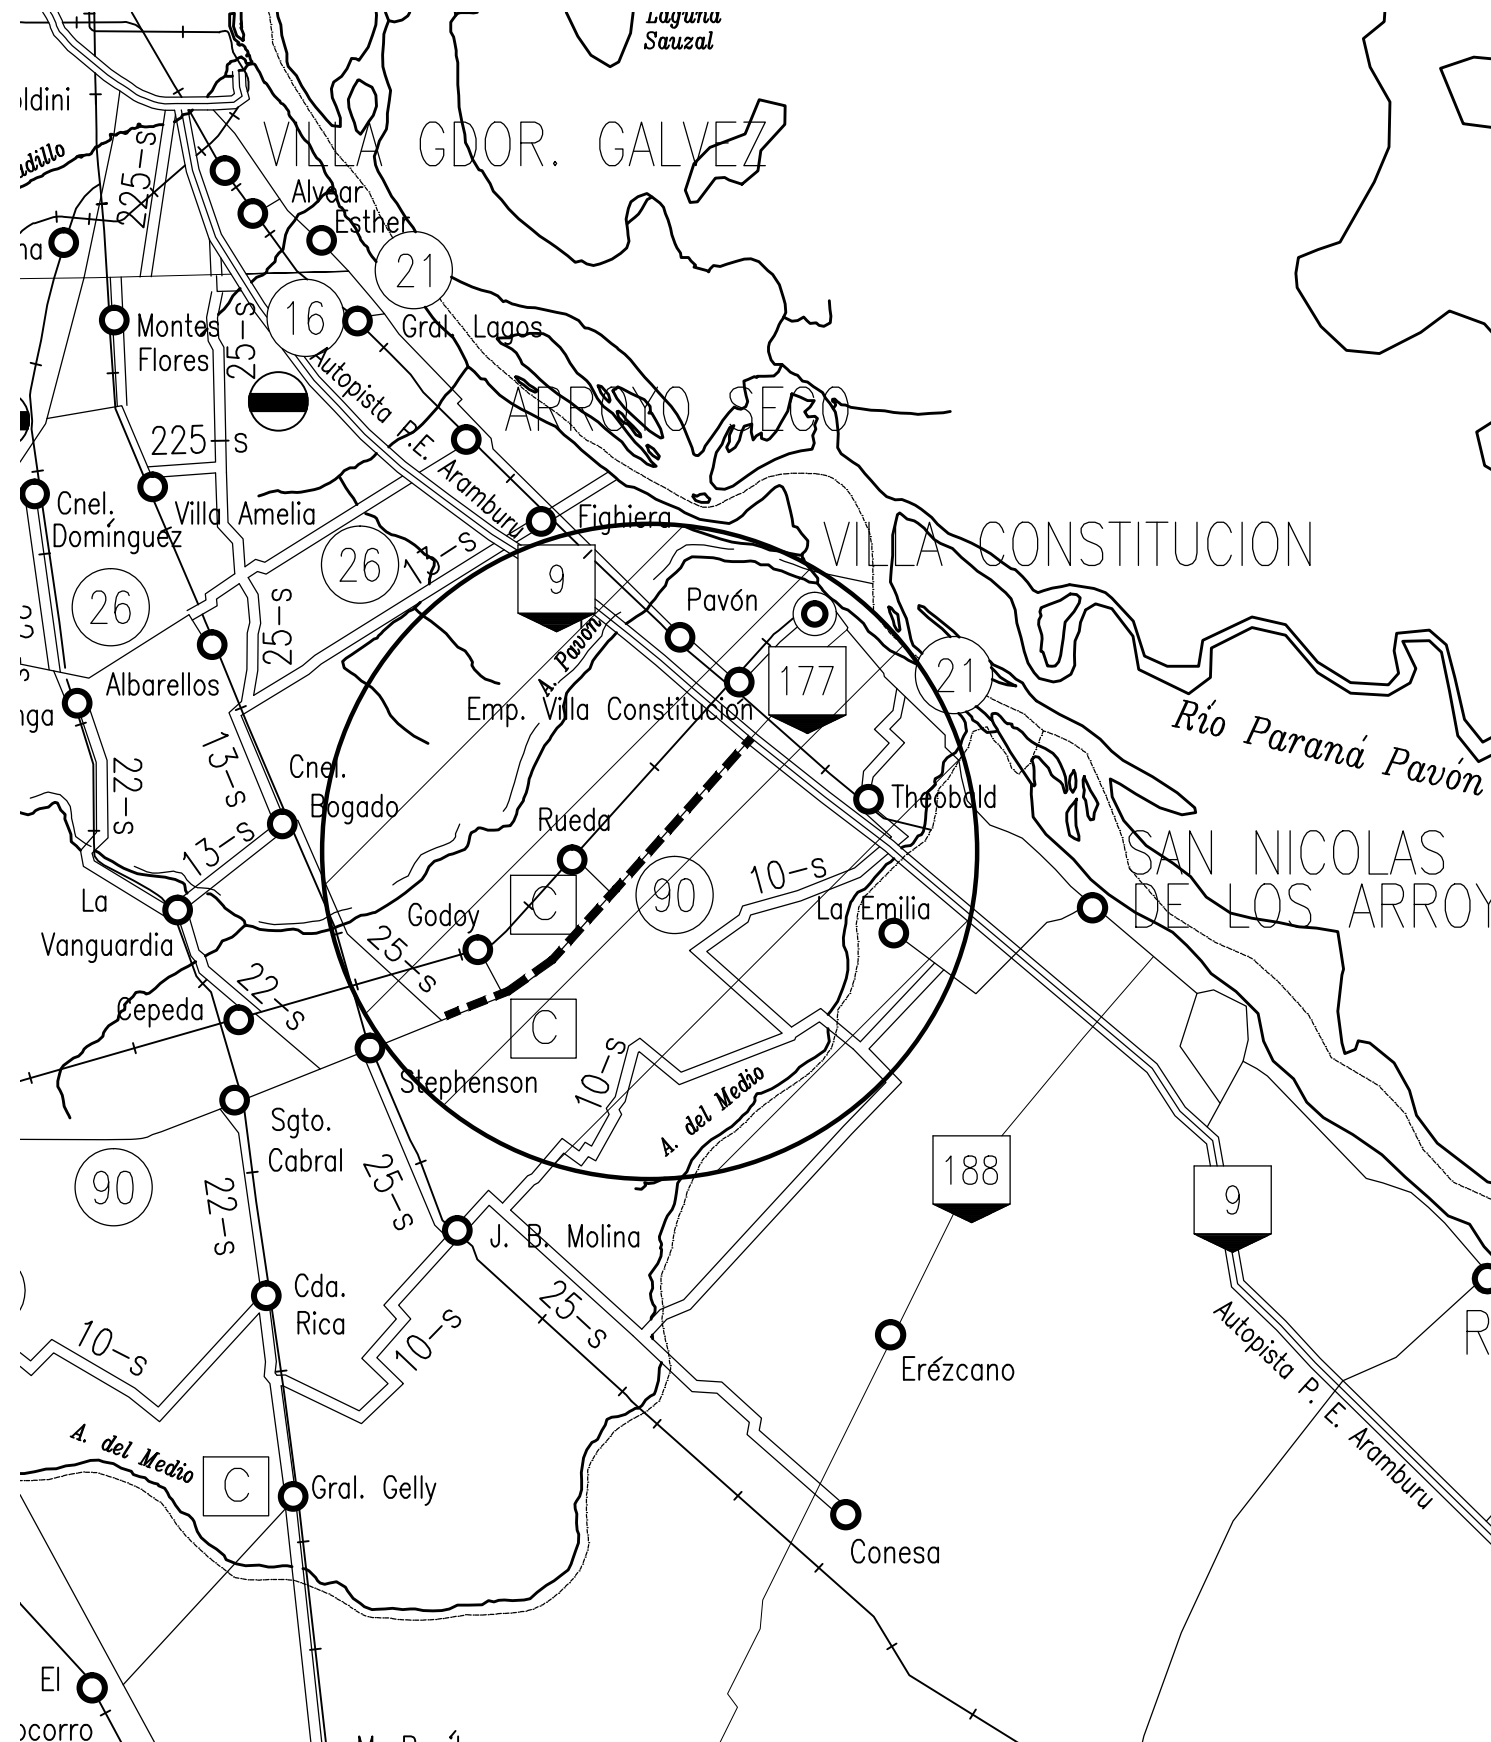 Laguna
Sauzal
VILLA GDOR. GALVEZ
225-s
Alvear
Esther
21
16
Montes
Flores
25-s
Gral. Lagos
Autopista P.E. Aramburu
ARROYO SECO
225-s
Cnel.
Domínguez
Villa Amelia
Fighiera
VILLA CONSTITUCION
26
26
13-s
9
Pavón
25-s
A. Pavón
177
21
Albarellos
Emp. Villa Constitución
Río Paraná Pavón
22-s
13-s
Cnel.
Bogado
Theobald
Rueda
13-s
SAN NICOLAS
DE LOS ARROY
10-s
90
La
Vanguardia
C
Godoy
La Emilia
25-s
22-s
Cepeda
C
Stephenson
10-s
A. del Medio
Sgto.
Cabral
90
22-s
25-s
188
9
J. B. Molina
Cda.
Rica
25-s
10-s
10-s
Autopista P. E. Aramburu
R
Erézcano
A. del Medio
C
Gral. Gelly
Conesa
El